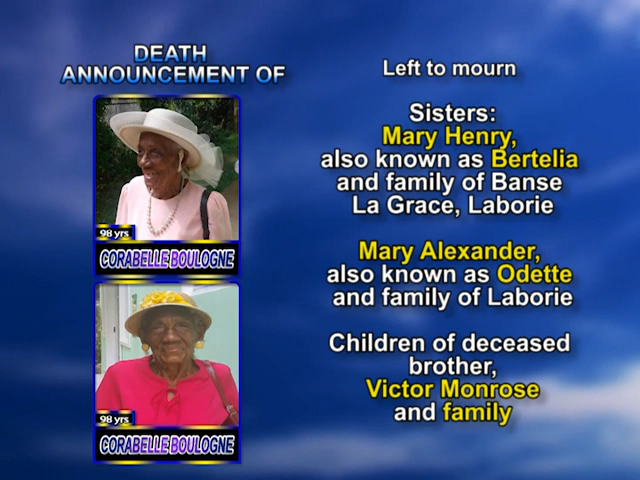 DEATH
ANNOUNCEMENT OF
98 yrs
CORABELLE BOULOGNE
98 yrs
CORABELLE BOULOGNE
Left to mourn
Sisters:
Mary Henry,
also known as Bertelia
and family of Banse
La Grace, Laborie
Mary Alexander,
also known as Odette
and family of Laborie
Children of deceased
brother,
Victor Monrose
and family